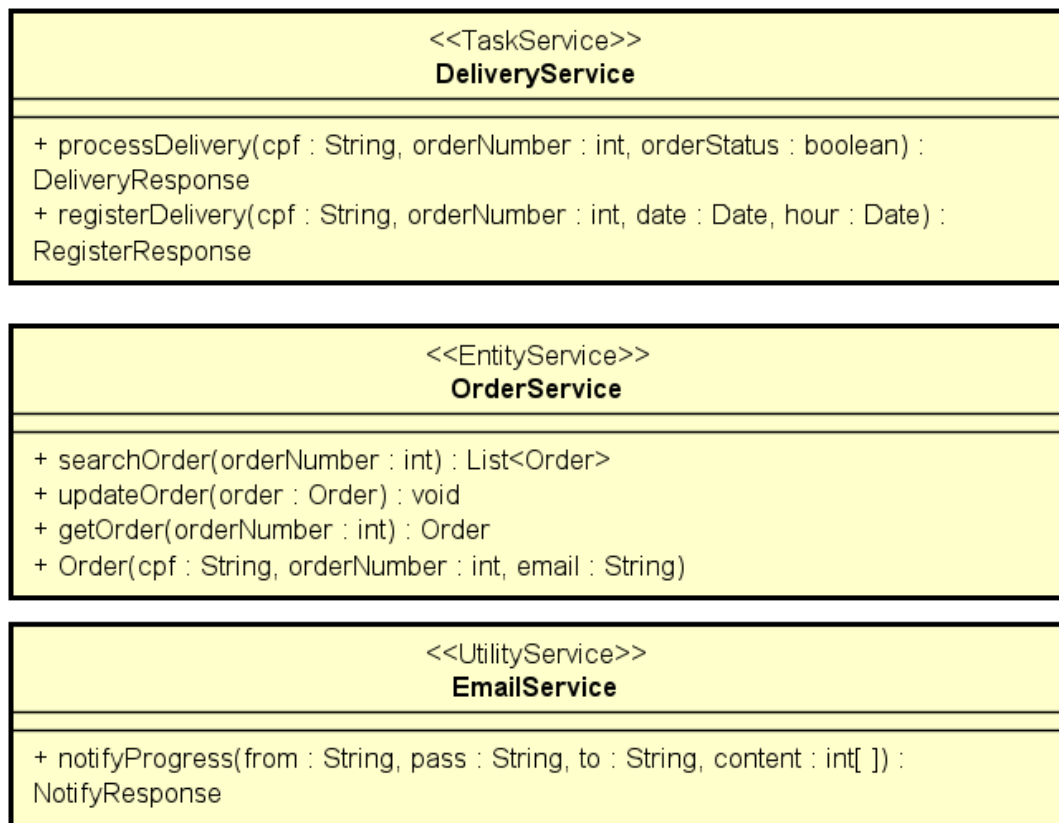 <<TaskService>>
DeliveryService
+ processDelivery(cpf : String, orderNumber : int, orderStatus : boolean) :
DeliveryResponse
+ registerDelivery(cpf : String, orderNumber : int, date : Date, hour : Date) :
RegisterResponse
<<EntityService>>
OrderService
+ searchOrder(orderNumber : int) : List<Order>
+ updateOrder(order : Order) : void
+ getOrder(orderNumber : int) : Order
+ Order(cpf : String, orderNumber : int, email : String)
<<UtilityService>>
EmailService
+ notifyProgress(from : String, pass : String, to : String, content : int[ ]) :
NotifyResponse